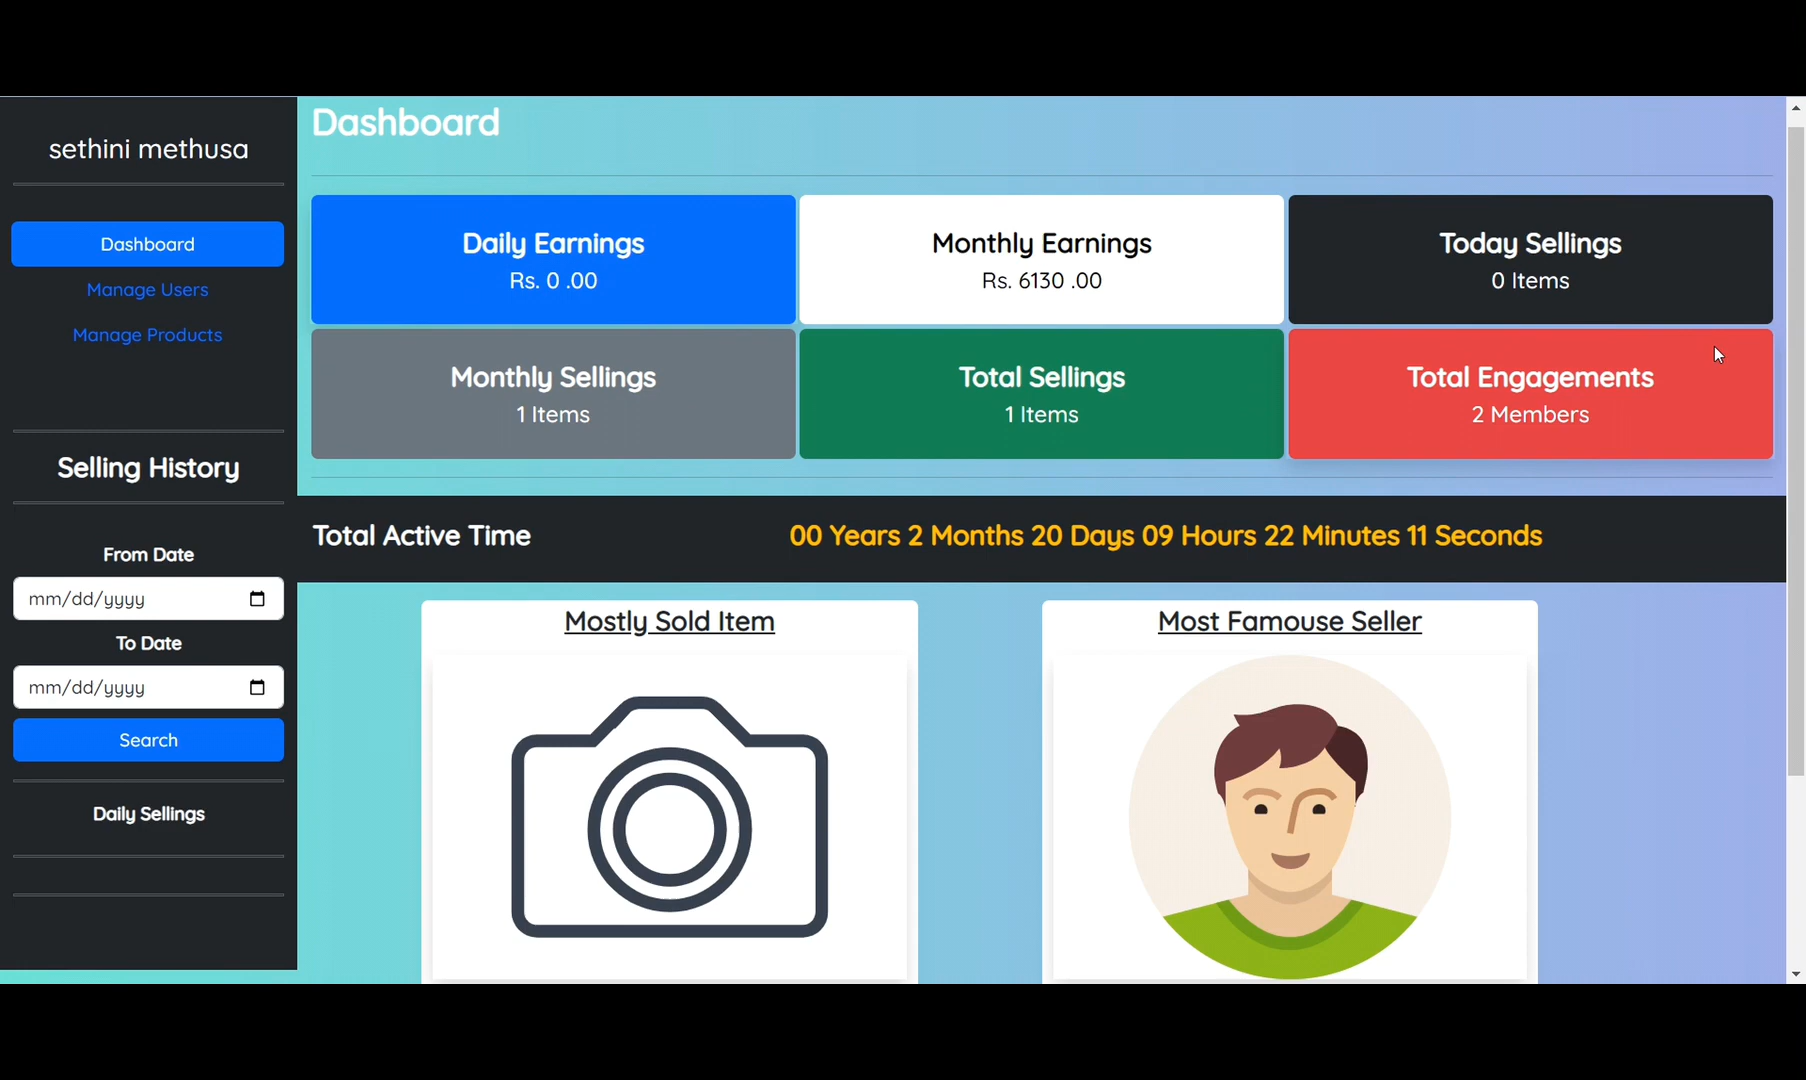 sethini methusa
Dashboard
Manage Users
Manage Products
Selling History
From Date
mm/dd/yyyy
To Date
mm/dd/yyyy
Search
Daily Sellings
Dashboard
Daily Earnings
Rs. 0 .00
Monthly Earnings
Rs. 6130 .00
Today Sellings
0 Items
Monthly Sellings
1 Items
Total Sellings
1 Items
Total Engagements
2 Members
Total Active Time
00 Years 2 Months 20 Days 09 Hours 22 Minutes 11 Seconds
Mostly Sold Item
Most Famouse Seller